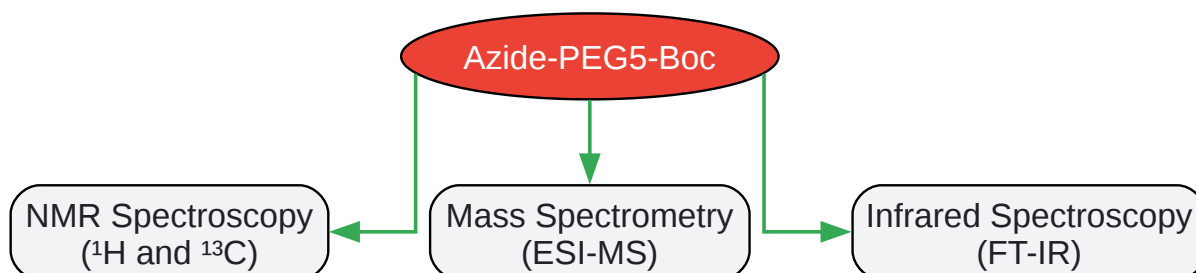 Azide-PEG5-Boc
NMR Spectroscopy
(¹H and ¹³C)
Mass Spectrometry
(ESI-MS)
Infrared Spectroscopy
(FT-IR)